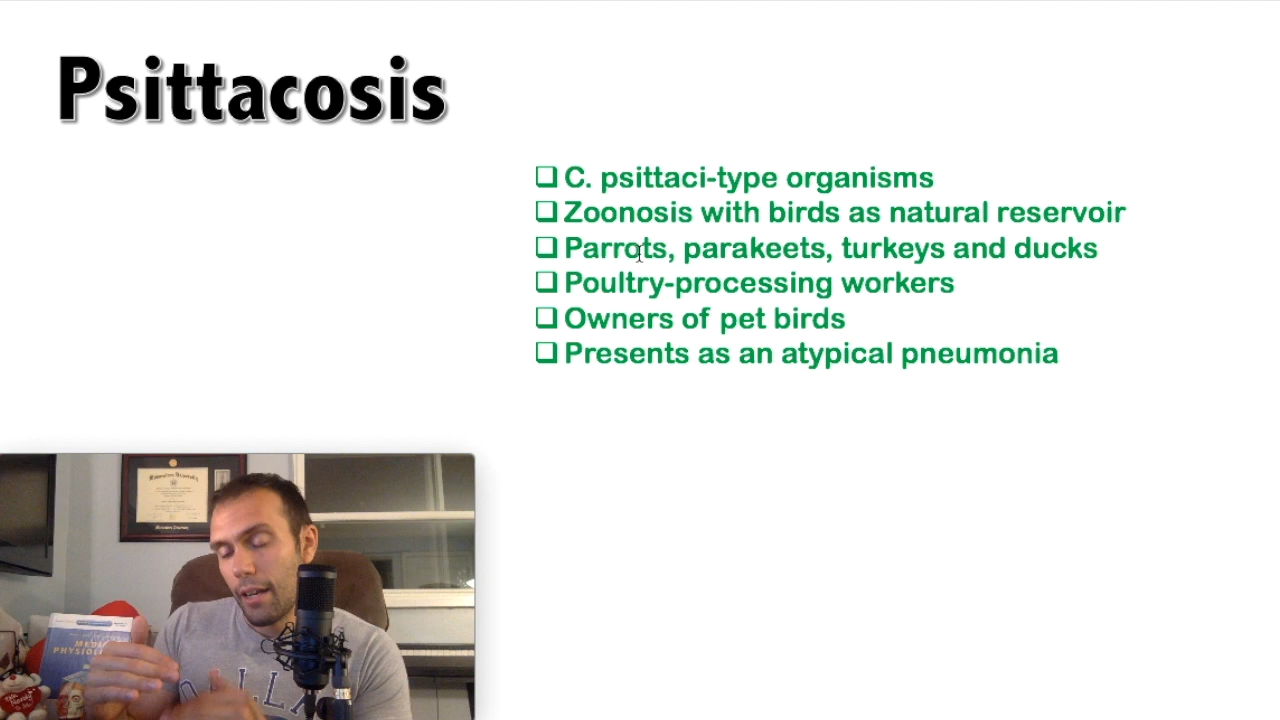 Psittacosis
C. psittaci-type organisms
Zoonosis with birds as natural reservoir
Parrots, parakeets, turkeys and ducks
Poultry-processing workers
Owners of pet birds
Presents as an atypical pneumonia